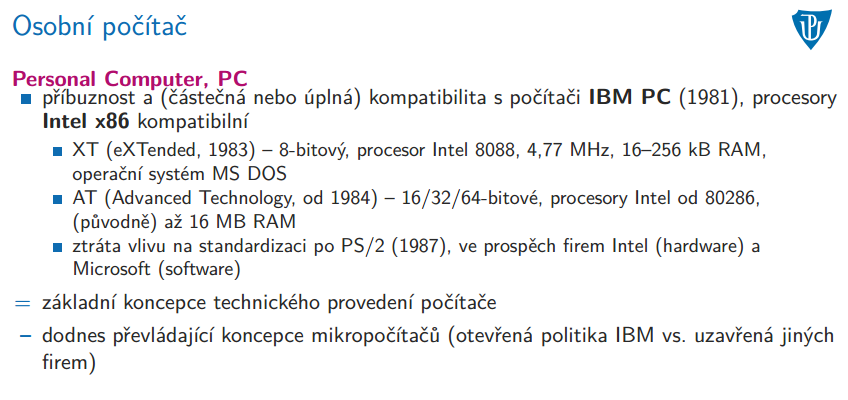 Osobní počítač
Personal Computer, PC
příbuznost a (částečná nebo úplná) kompatibilita s počítači IBM PC (1981), procesory
Intel x86 kompatibilní
XT (eXTended, 1983) – 8-bitový, procesor Intel 8088, 4,77 MHz, 16–256 kB RAM,
operační systém MS DOS
AT (Advanced Technology, od 1984) – 16/32/64-bitové, procesory Intel od 80286,
(původně) až 16 MB RAM
ztráta vlivu na standardizaci po PS/2 (1987), ve prospěch firem Intel (hardware) a
Microsoft (software)
= základní koncepce technického provedení počítače
– dodnes převládající koncepce mikropočítačů (otevřená politika IBM vs. uzavřená jiných
firem)